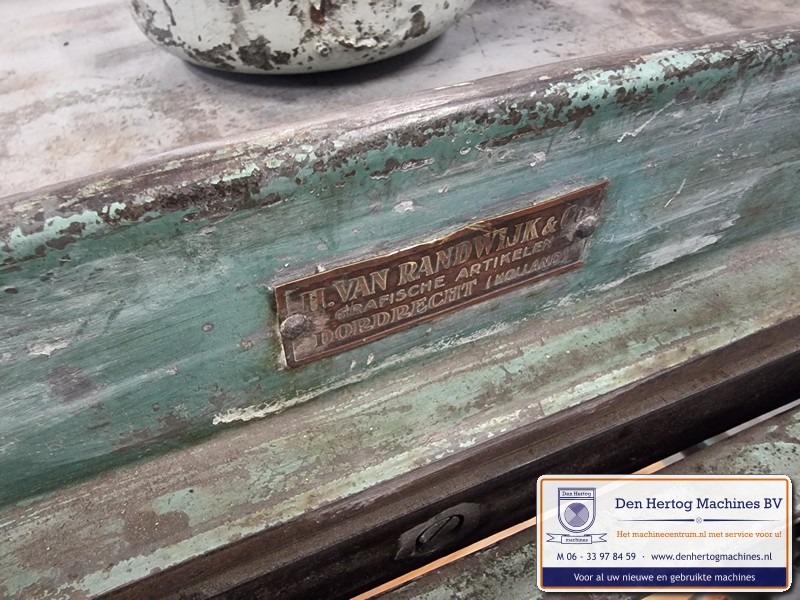 H. VAN RANDWIJK & Co
GRAFISCHE ARTIKELEN
DORDRECHT (HOLLAND)
Den Hertog
machines
Den Hertog Machines BV
Het machinecentrum.nl met service voor u!
M 06 - 33 97 84 59 · www.denhertogmachines.nl
Voor al uw nieuwe en gebruikte machines